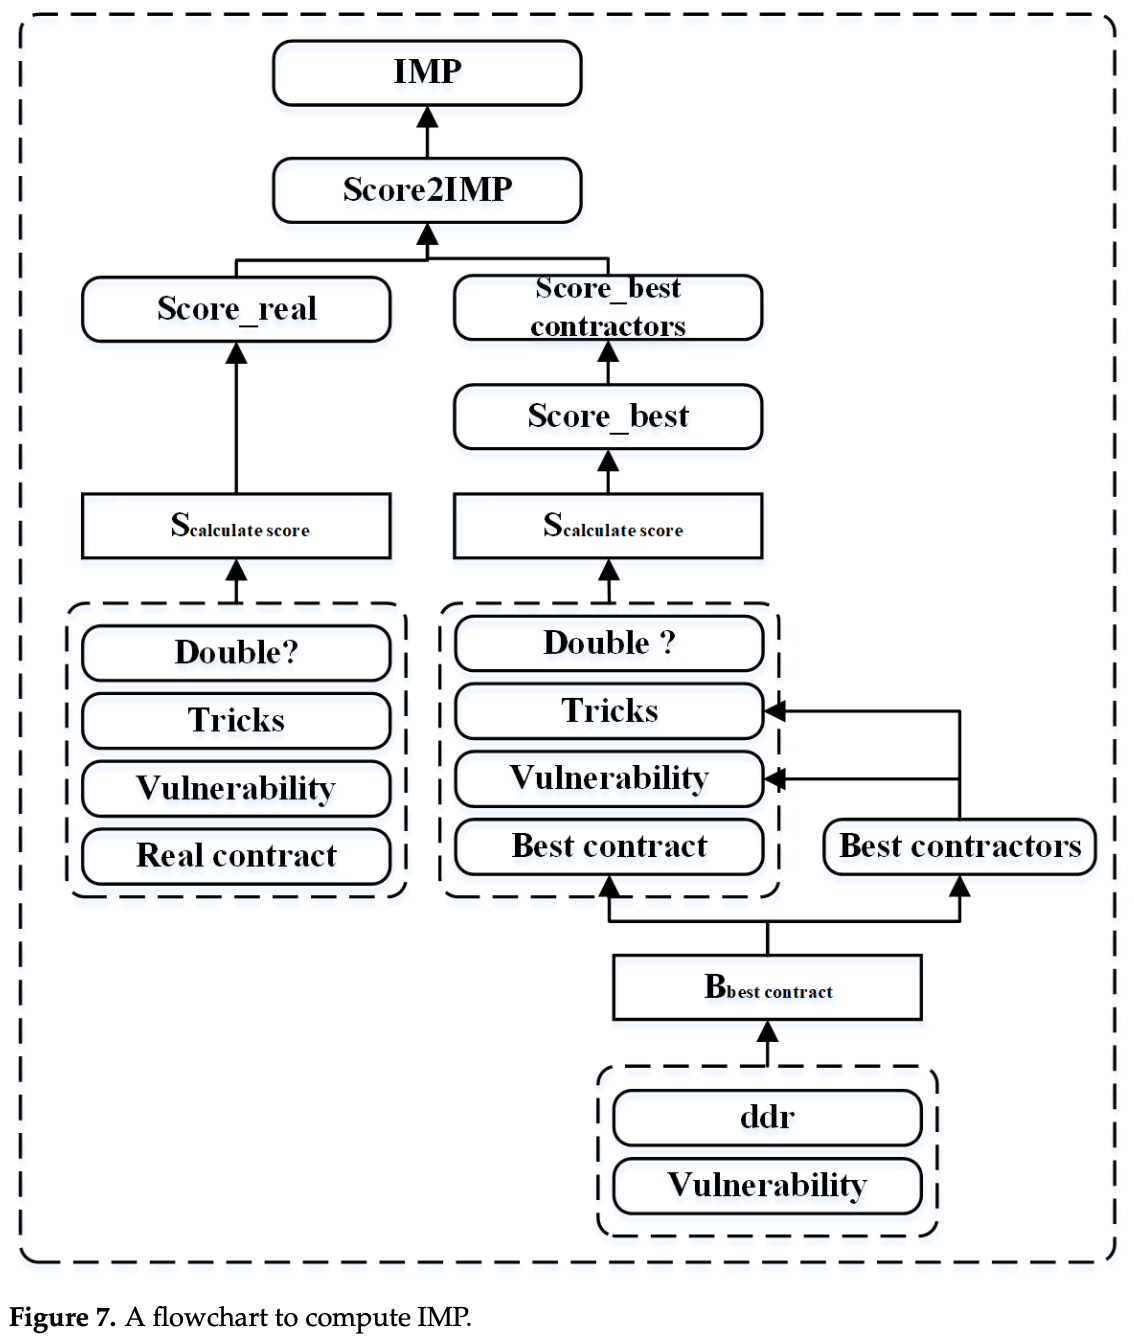 IMP
Score2IMP
Score_real
Score_best
contractors
Score_best
Scalculate score
Scalculate score
Double?
Tricks
Vulnerability
Real contract
Double ?
Tricks
Vulnerability
Best contract
Best contractors
Bbest contract
ddr
Vulnerability
Figure 7. A flowchart to compute IMP.